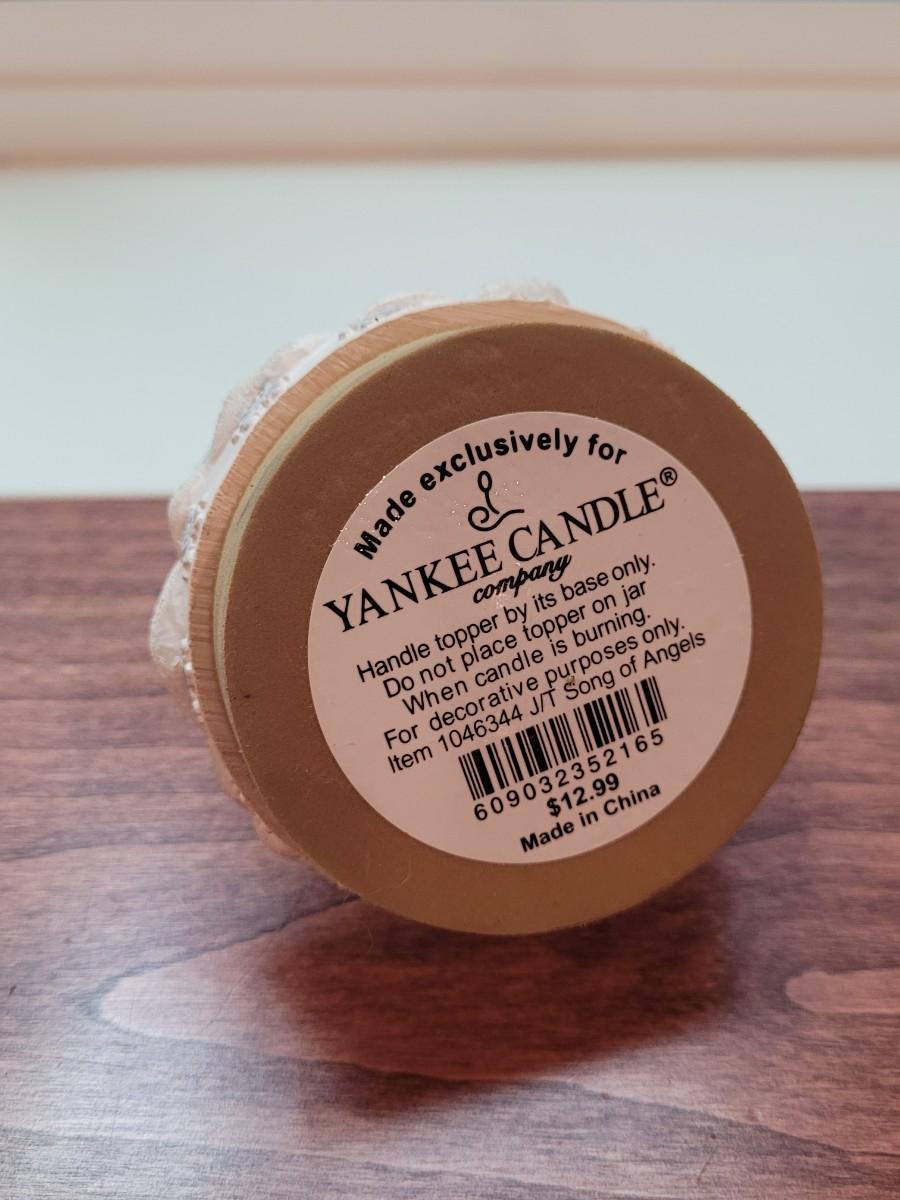 Made exclusively for
YANKEE CANDLE®
company
Handle topper by its base only.
Do not place topper on jar
When candle is burning.
For decorative purposes only.
Item 1046344 J/T Song of Angels
609032352165
$12.99
Made in China